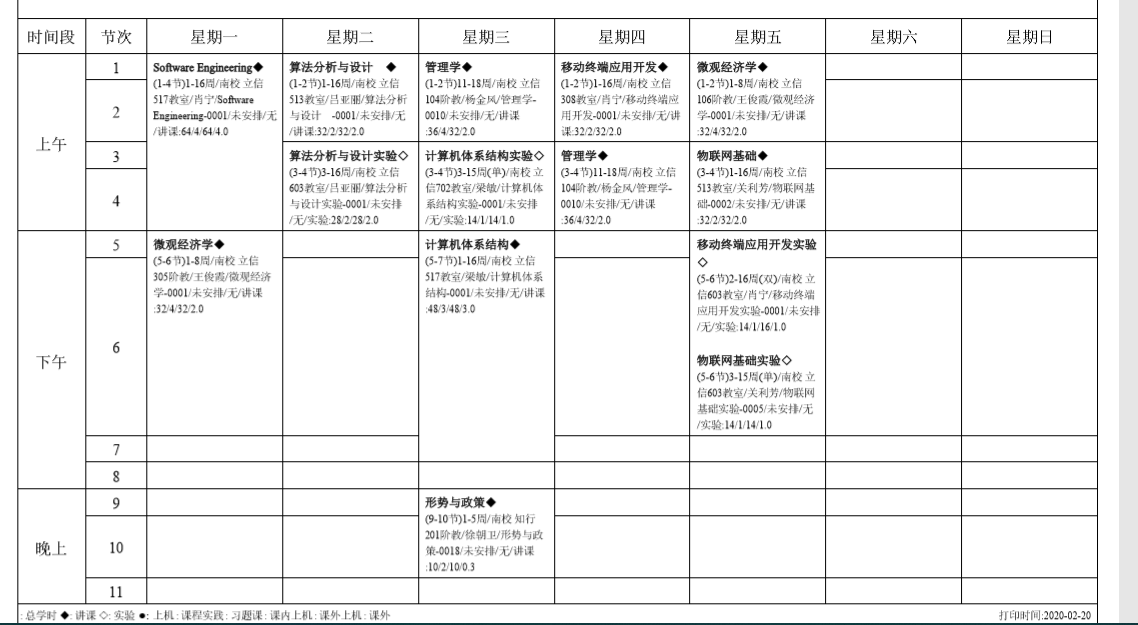 时间段 节次 星期一 星期二 星期三 星期四 星期五 星期六 星期日
上午
1
2
3
4
Software Engineering◆
(1-4节)1-16周/南校 立信
517教室/肖宁/Software
Engineering-0001/未安排/无
/讲课:64/4/64/4.0
算法分析与设计 ◆
(1-2节)1-16周/南校 立信
513教室/吕亚丽/算法分析
与设计 -0001/未安排/无
/讲课:32/2/32/2.0
管理学◆
(1-2节)11-18周/南校 立信
104阶教/杨金凤/管理学-
0010/未安排/无/讲课
:36/4/32/2.0
移动终端应用开发◆
(1-2节)1-16周/南校 立信
308教室/肖宁/移动终端应
用开发-0001/未安排/无/讲
课:32/2/32/2.0
微观经济学◆
(1-2节)1-8周/南校 立信
106阶教/王俊霞/微观经济
学-0001/未安排/无/讲课
:32/4/32/2.0
算法分析与设计实验◇
(3-4节)3-16周/南校 立信
603教室/吕亚丽/算法分析
与设计实验-0001/未安排
/无/实验:28/2/28/2.0
计算机体系结构实验◇
(3-4节)3-15周(单)/南校 立
信702教室/梁敏/计算机体
系结构实验-0001/未安排
/无/实验:14/1/14/1.0
管理学◆
(3-4节)11-18周/南校 立信
104阶教/杨金凤/管理学-
0010/未安排/无/讲课
:36/4/32/2.0
物联网基础◆
(3-4节)1-16周/南校 立信
513教室/关利芳/物联网基
础-0002/未安排/无/讲课
:32/2/32/2.0
下午
5
6
7
8
微观经济学◆
(5-6节)1-8周/南校 立信
305阶教/王俊霞/微观经济
学-0001/未安排/无/讲课
:32/4/32/2.0
计算机体系结构◆
(5-7节)1-16周/南校 立信
517教室/梁敏/计算机体系
结构-0001/未安排/无/讲课
:48/3/48/3.0
移动终端应用开发实验
◇
(5-6节)2-16周(双)/南校 立
信603教室/肖宁/移动终端
应用开发实验-0001/未安排
/无/实验:14/1/16/1.0
物联网基础实验◇
(5-6节)3-15周(单)/南校 立
信603教室/关利芳/物联网
基础实验-0005/未安排/无
/实验:14/1/14/1.0
晚上
9
10
11
形势与政策◆
(9-10节)1-5周/南校 知行
201阶教/徐朝卫/形势与政
策-0018/未安排/无/讲课
:10/2/10/0.3
: 总学时 ◆: 讲课 ◇: 实验 ●: 上机 : 课程实践 : 习题课 : 课内上机 : 课外上机 : 课外 打印时间:2020-02-20